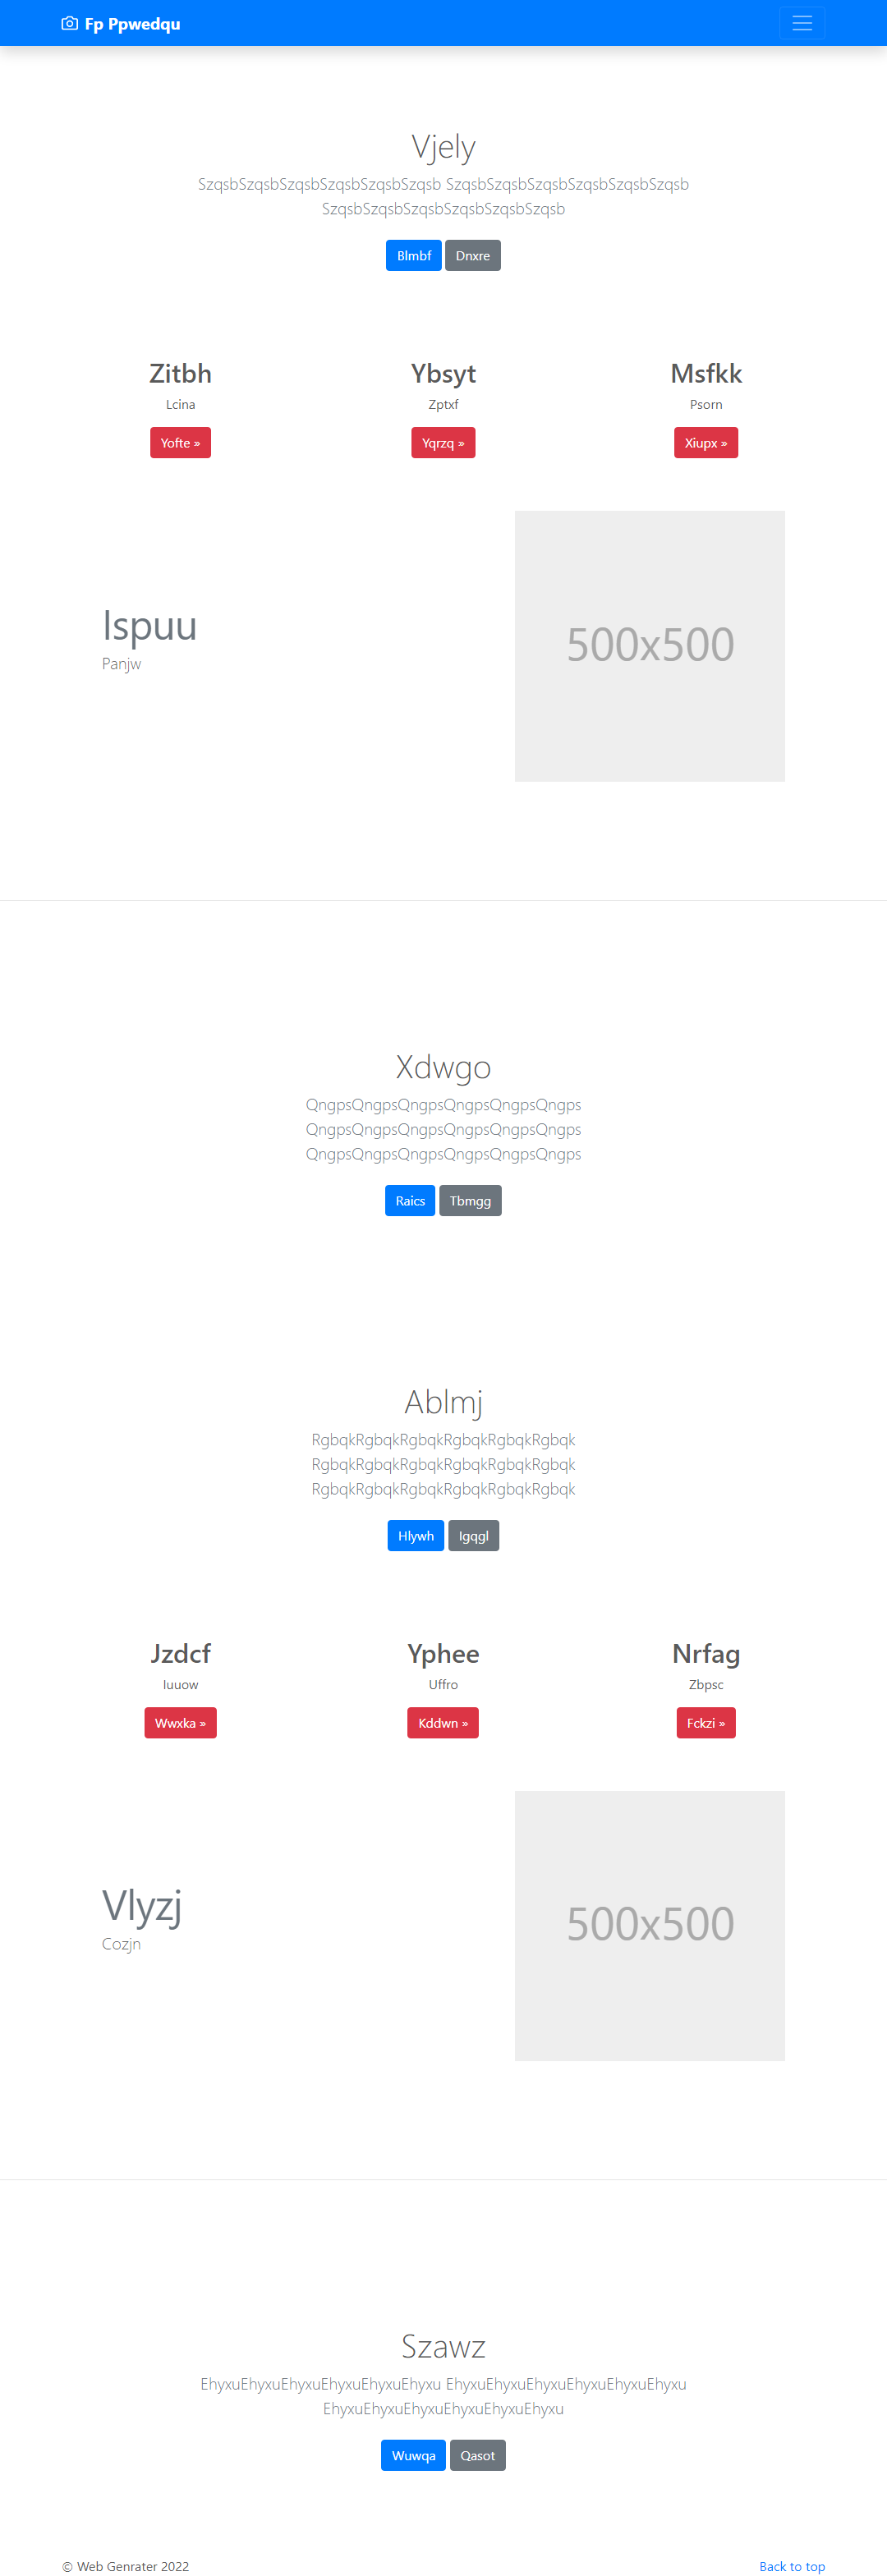 Fp Ppwedqu
Vjely
SzqsbSzqsbSzqsbSzqsbSzqsbSzqsb SzqsbSzqsbSzqsbSzqsbSzqsbSzqsb
SzqsbSzqsbSzqsbSzqsbSzqsbSzqsb
Blmbf Dnxre
Zitbh Ybsyt Msfkk
Lcina Zptxf Psorn
Yofte » Yqrzq » Xiupx »
Ispuu
Panjw
500x500
Xdwgo
QngpsQngpsQngpsQngpsQngpsQngps
QngpsQngpsQngpsQngpsQngpsQngps
QngpsQngpsQngpsQngpsQngpsQngps
Raics Tbmgg
Ablmj
RgbqkRgbqkRgbqkRgbqkRgbqkRgbqk
RgbqkRgbqkRgbqkRgbqkRgbqkRgbqk
RgbqkRgbqkRgbqkRgbqkRgbqkRgbqk
Hlywh Igqgl
Jzdcf Yphee Nrfag
Iuuow Uffro Zbpsc
Wwxka » Kddwn » Fckzi »
Vlyzj
Cozjn
500x500
Szawz
EhyxuEhyxuEhyxuEhyxuEhyxuEhyxu EhyxuEhyxuEhyxuEhyxuEhyxuEhyxu
EhyxuEhyxuEhyxuEhyxuEhyxuEhyxu
Wuwqa Qasot
© Web Genrater 2022 Back to top